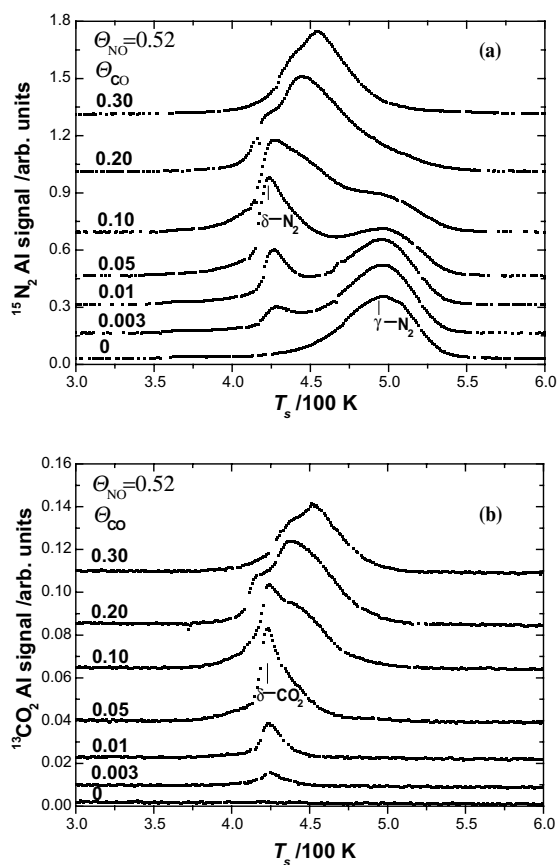 1.8
1.5
1.2
0.9
0.6
0.3
0.0
¹⁵N₂ AI signal /arb. units
Θ_NO=0.52
(a)
Θ_CO
0.30
0.20
0.10
0.05
0.01
0.003
0
δ−N₂
γ−N₂
3.0 3.5 4.0 4.5 5.0 5.5 6.0
T_s /100 K
0.16
0.14
0.12
0.10
0.08
0.06
0.04
0.02
0.00
¹³CO₂ AI signal /arb. units
Θ_NO=0.52
Θ_CO
(b)
0.30
0.20
0.10
0.05
0.01
0.003
0
δ−CO₂
3.0 3.5 4.0 4.5 5.0 5.5 6.0
T_s /100 K